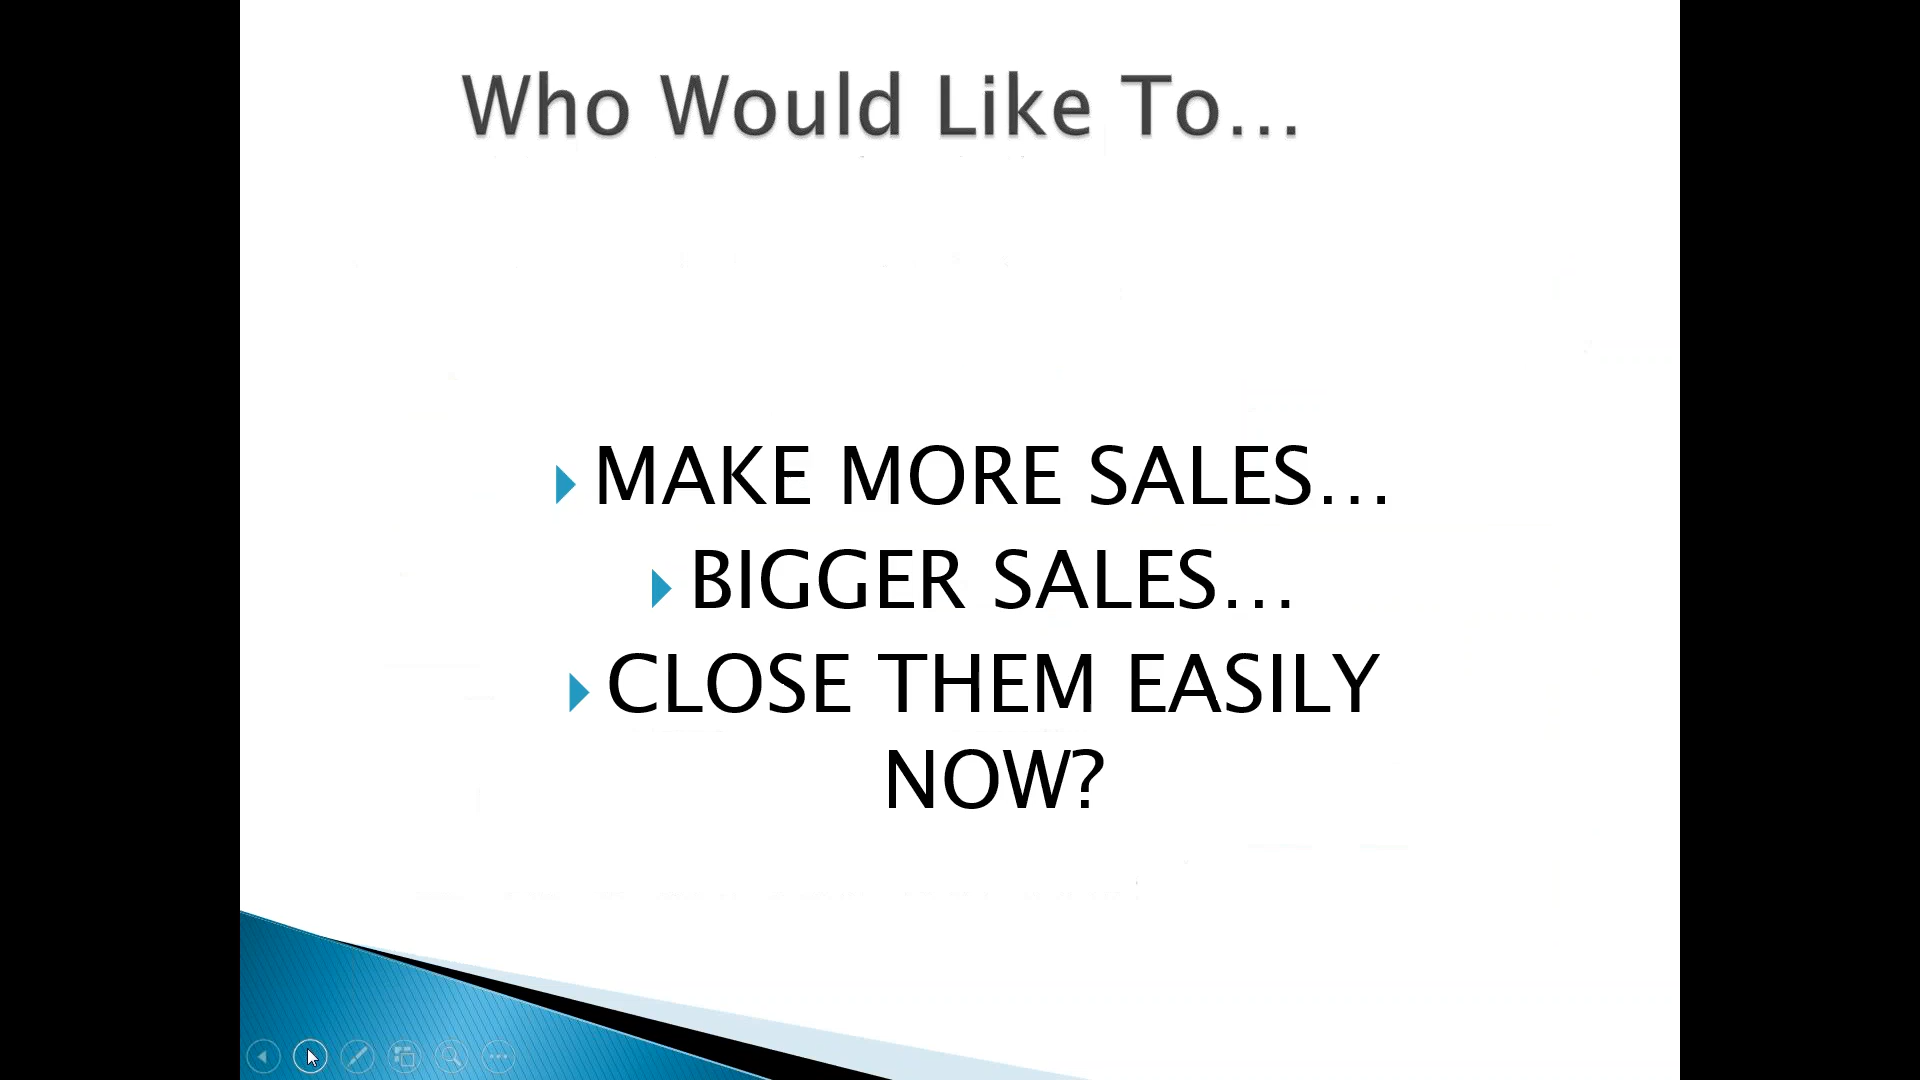 Who Would Like To…
MAKE MORE SALES…
BIGGER SALES…
CLOSE THEM EASILY
NOW?